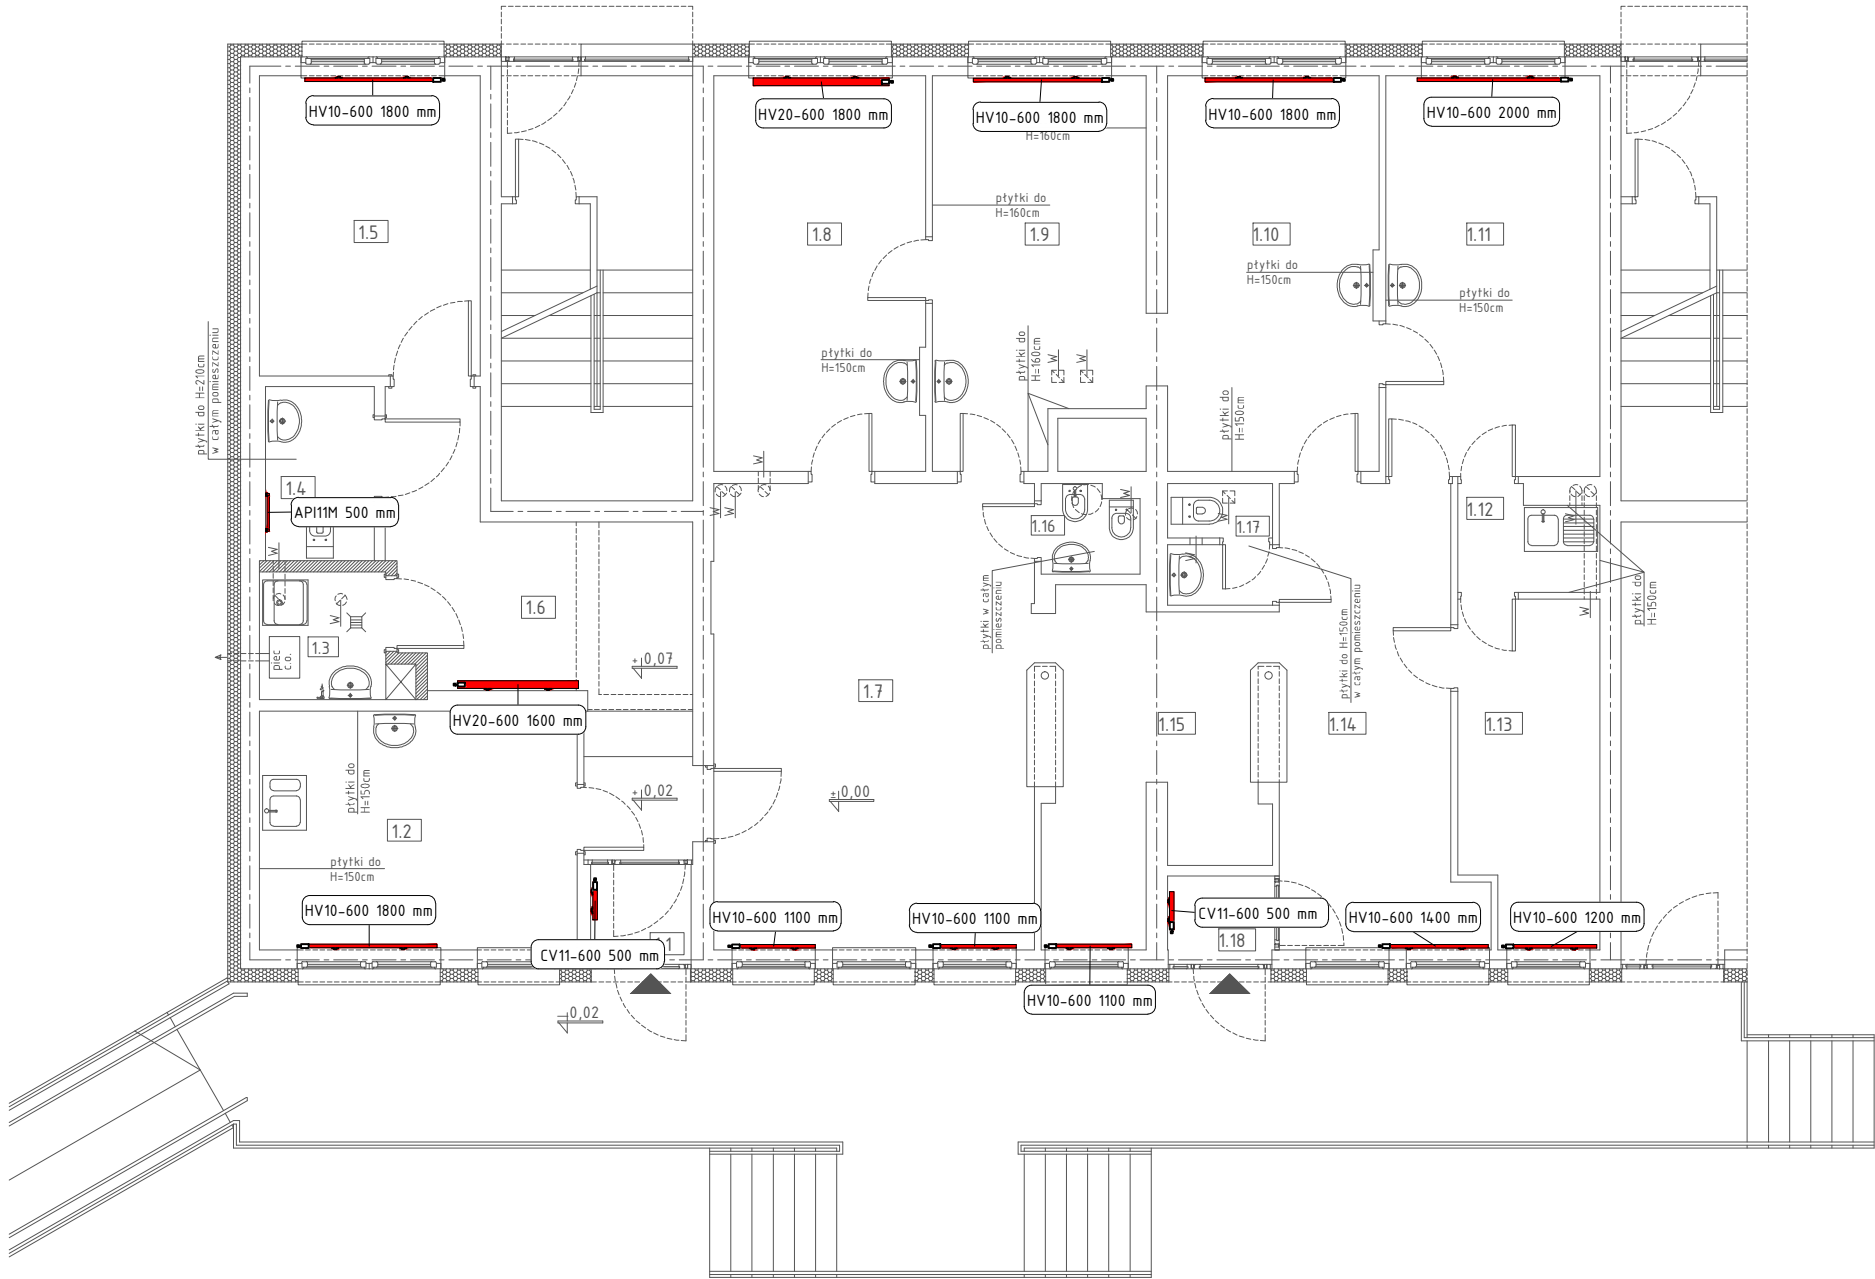 HV10-600 1800 mm
HV20-600 1800 mm
HV10-600 1800 mm
HV10-600 1800 mm
HV10-600 2000 mm
H=160cm
płytki do
H=160cm
1.5
1.8
1.9
1.10
1.11
płytki do
H=150cm
płytki do
H=150cm
płytki do
H=150cm
płytki do
H=160cm
W
W
płytki do H=210cm
w całym pomieszczeniu
płytki do
H=150cm
W
1.4
API11M 500 mm
W
W
W
1.16
W
W
1.17
1.12
W
W
1.3
W
piec
c.o.
1.6
płytki w całym
pomieszczeniu
płytki do H=150cm
w całym pomieszczeniu
płytki do
H=150cm
W
+0,07
HV20-600 1600 mm
1.7
1.15
1.14
1.13
płytki do
H=150cm
+0,02
±0,00
1.2
płytki do
H=150cm
HV10-600 1800 mm
HV10-600 1100 mm
HV10-600 1100 mm
CV11-600 500 mm
HV10-600 1400 mm
HV10-600 1200 mm
1.18
CV11-600 500 mm
HV10-600 1100 mm
0,02